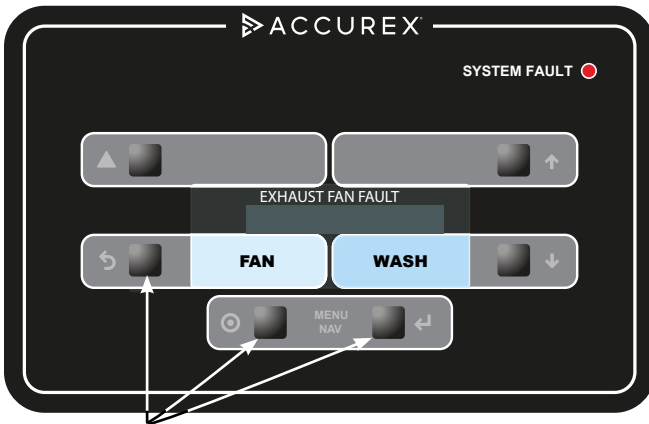 ACCUREX
SYSTEM FAULT
EXHAUST FAN FAULT
FAN
WASH
MENU
NAV